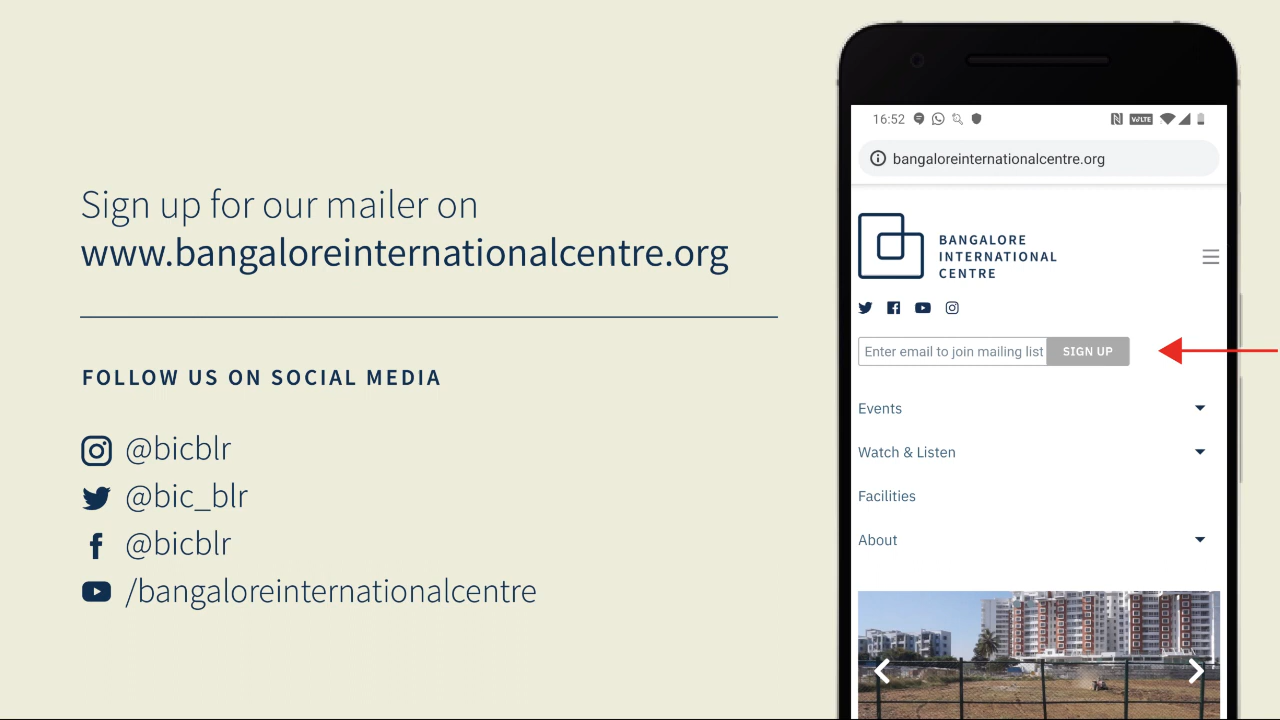 Sign up for our mailer on
www.bangaloreinternationalcentre.org
FOLLOW US ON SOCIAL MEDIA
@bicblr
@bic_blr
@bicblr
/bangaloreinternationalcentre
16:52
VoLTE
bangaloreinternationalcentre.org
BANGALORE
INTERNATIONAL
CENTRE
Enter email to join mailing list
SIGN UP
Events
Watch & Listen
Facilities
About